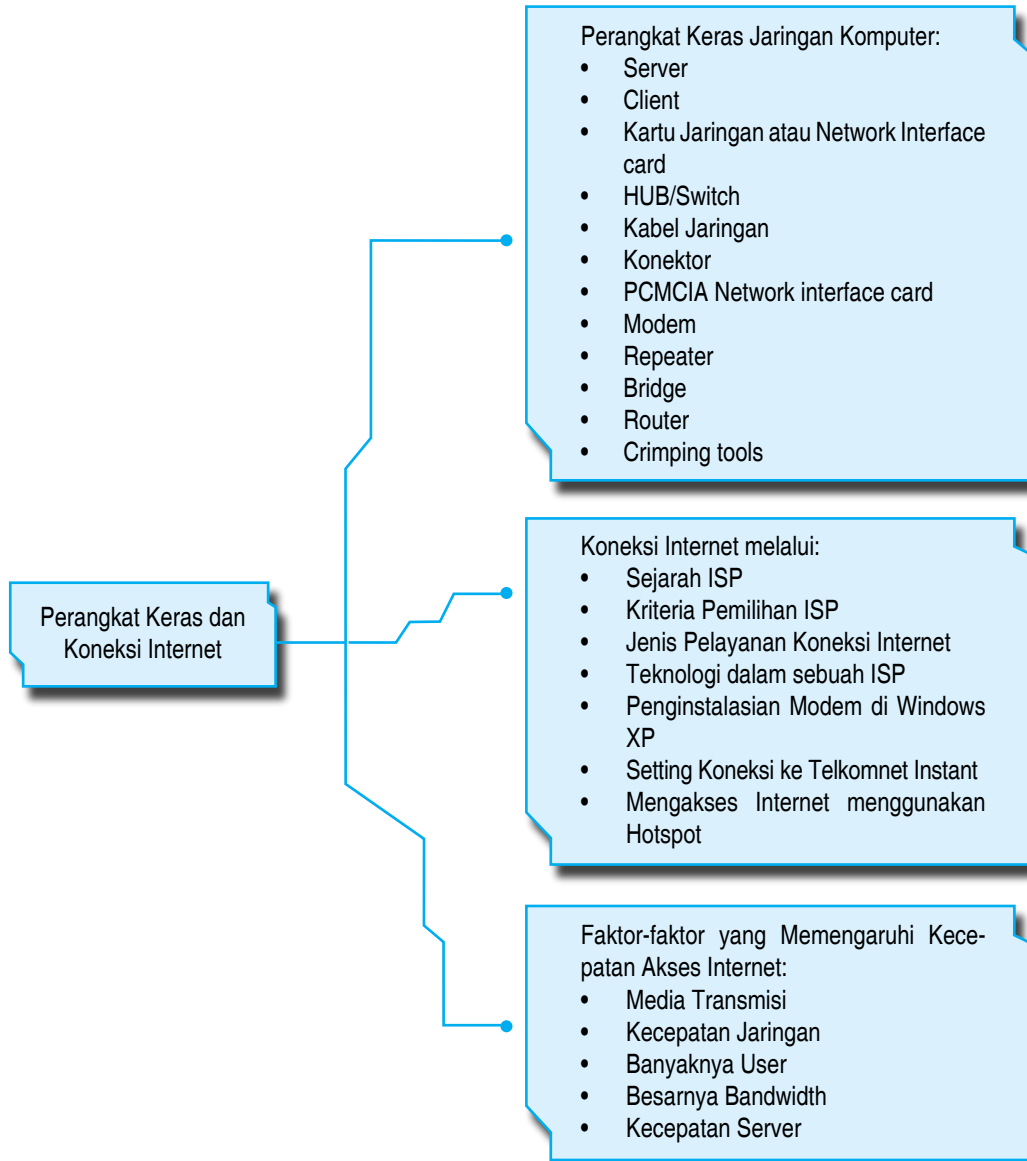 Perangkat Keras dan
Koneksi Internet
Perangkat Keras Jaringan Komputer:
• Server
• Client
• Kartu Jaringan atau Network Interface
card
• HUB/Switch
• Kabel Jaringan
• Konektor
• PCMCIA Network interface card
• Modem
• Repeater
• Bridge
• Router
• Crimping tools
Koneksi Internet melalui:
• Sejarah ISP
• Kriteria Pemilihan ISP
• Jenis Pelayanan Koneksi Internet
• Teknologi dalam sebuah ISP
• Penginstalasian Modem di Windows
XP
• Setting Koneksi ke Telkomnet Instant
• Mengakses Internet menggunakan
Hotspot
Faktor-faktor yang Memengaruhi Kece-
patan Akses Internet:
• Media Transmisi
• Kecepatan Jaringan
• Banyaknya User
• Besarnya Bandwidth
• Kecepatan Server